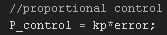 //proportional control
P_control = kp*error;